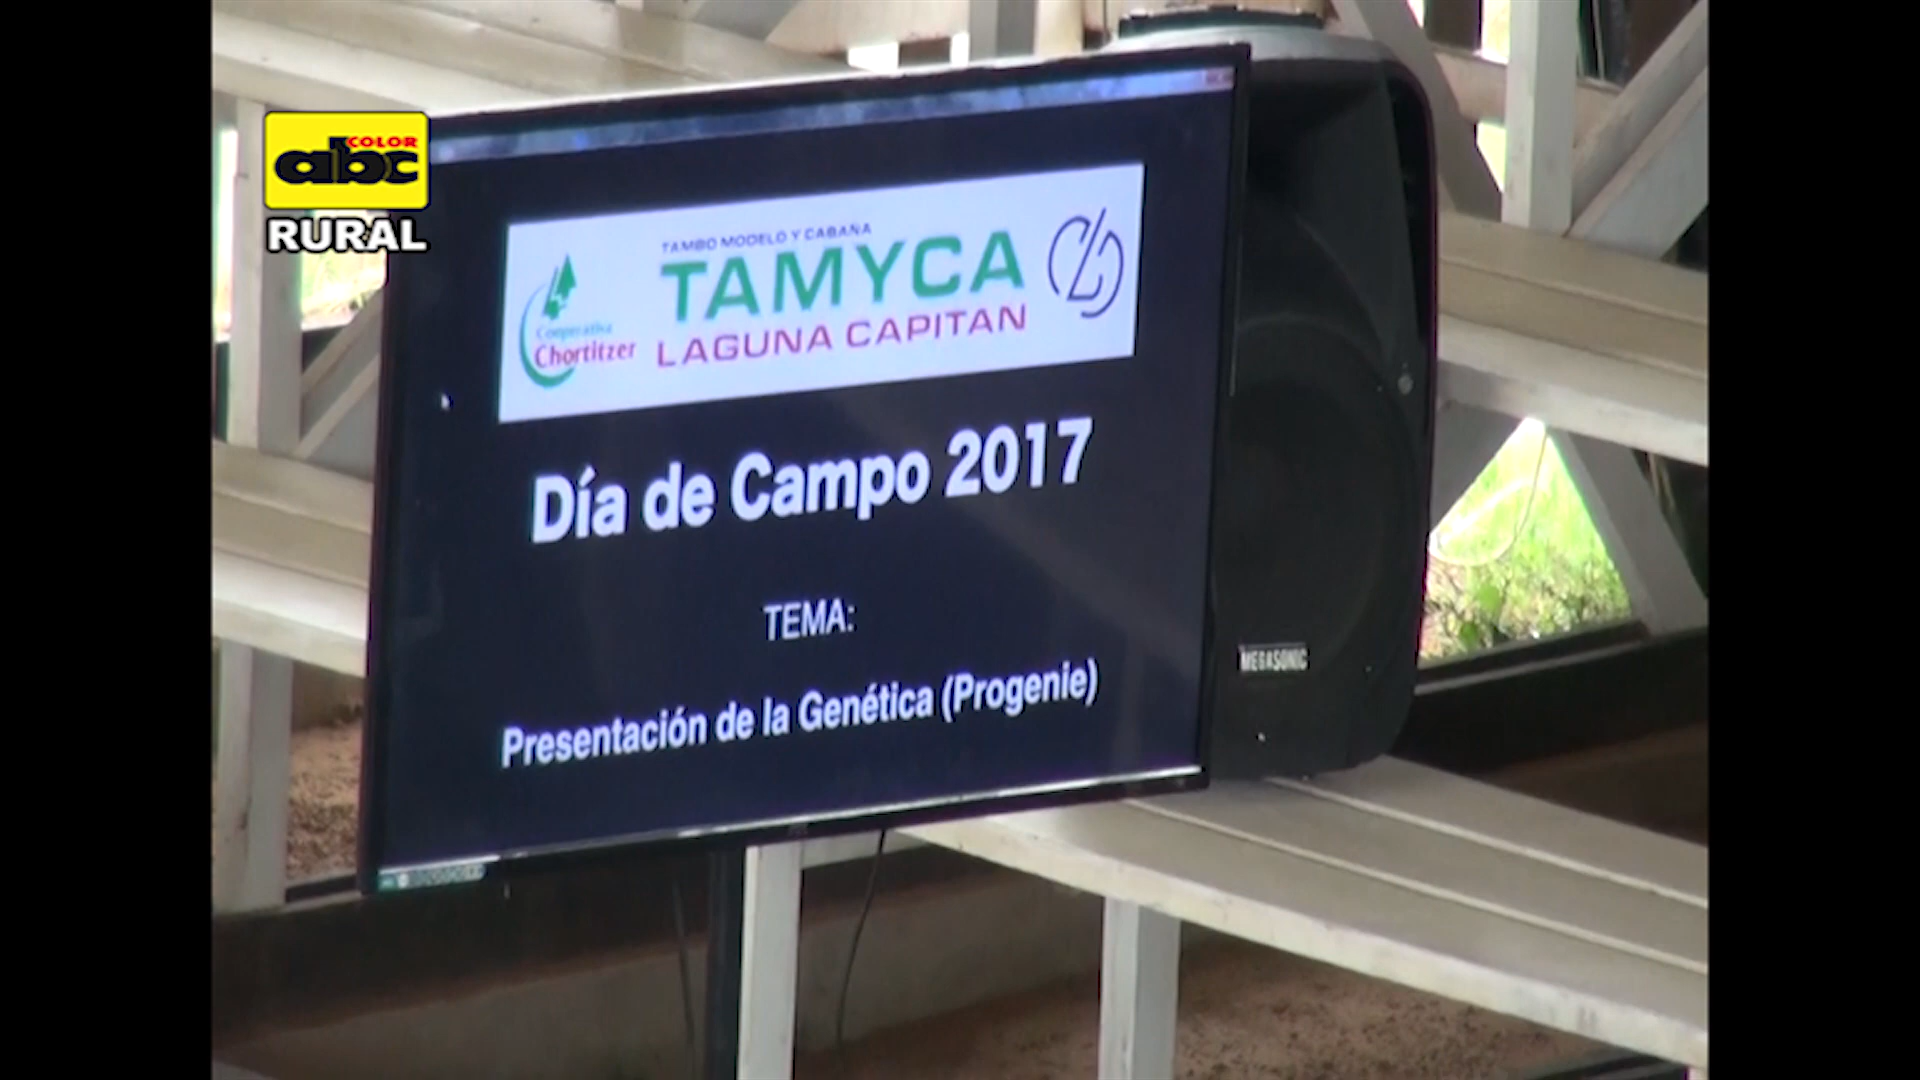 abc COLOR
RURAL
TAMBO MODELO Y CABAÑA
TAMYCA
LAGUNA CAPITAN
Cooperativa
Chortitzer
Día de Campo 2017
TEMA:
Presentación de la Genética (Progenie)
MEGASONIC